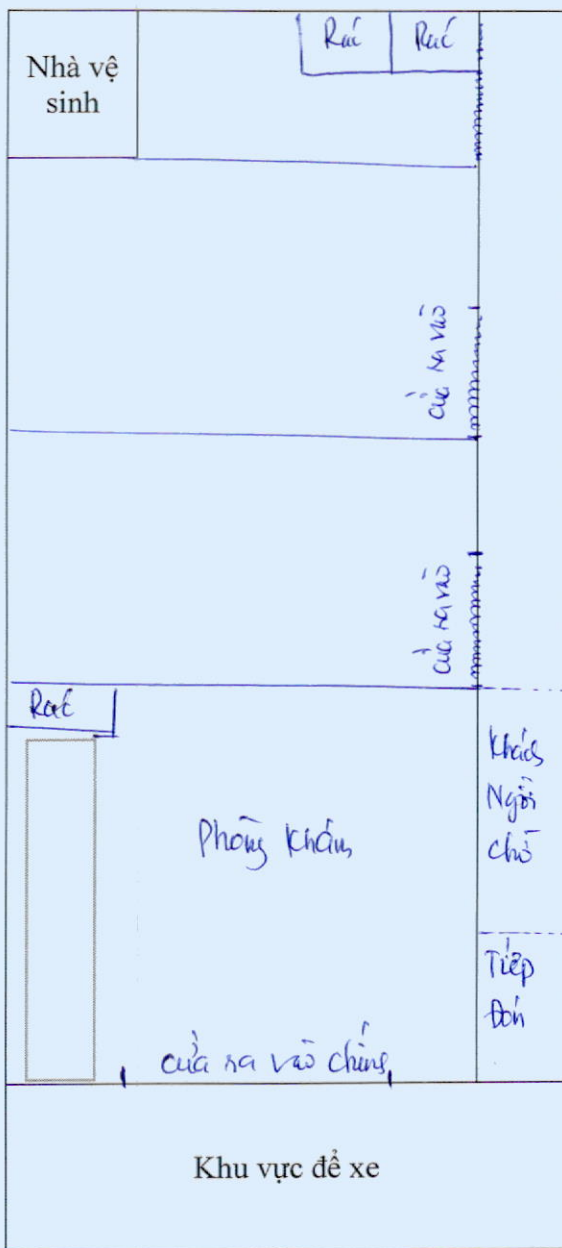 Nhà vệ
sinh
Rác
Rác
cửa ra vào
cửa ra vào
Rác
Khách
Ngồi
chờ
Phòng khám
Tiếp
Đón
cửa ra vào chính
Khu vực để xe